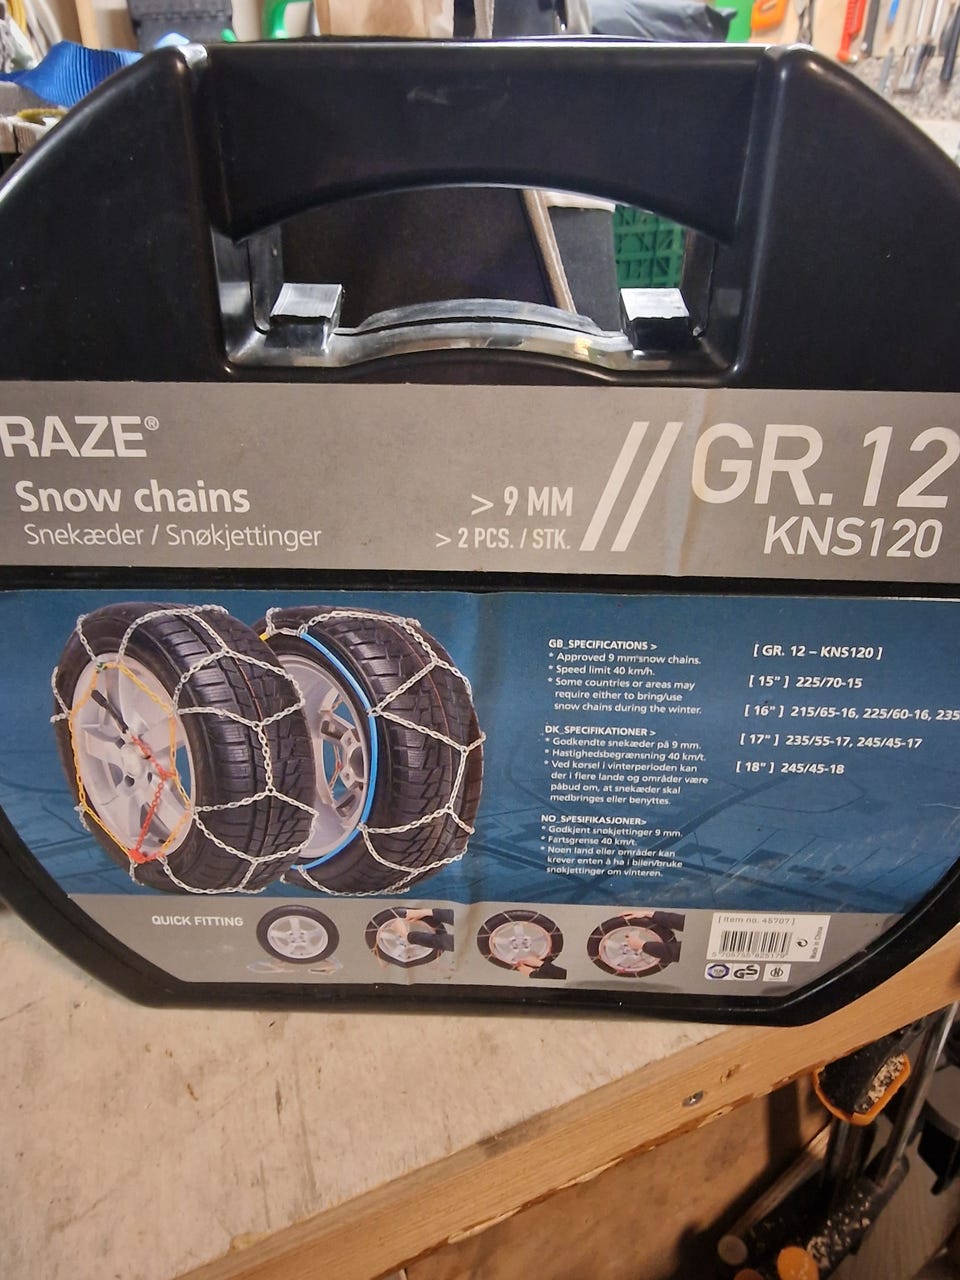 RAZE®
Snow chains
Snekæder / Snøkjettinger
> 9 MM
> 2 PCS. / STK.
// GR. 12
KNS120
GB_SPECIFICATIONS >
* Approved 9 mm snow chains.
* Speed limit 40 km/h.
* Some countries or areas may
require either to bring/use
snow chains during the winter.
DK_SPECIFIKATIONER >
* Godkendte snekæder på 9 mm.
* Hastighedsbegrænsning 40 km/t.
* Ved kørsel i vinterperioden kan
der i flere lande og områder være
påbud om, at snekæder skal
medbringes eller benyttes.
NO_SPESIFIKASJONER>
* Godkjent snøkjettinger 9 mm.
* Fartsgrense 40 km/t.
* Noen land eller områder kan
krever enten å ha i bilen/bruke
snøkjettinger om vinteren.
[ GR. 12 – KNS120 ]
[ 15" ] 225/70-15
[ 16" ] 215/65-16, 225/60-16, 235
[ 17" ] 235/55-17, 245/45-17
[ 18" ] 245/45-18
QUICK FITTING
[ Item no. 45707 ]
5 705755 825179
Made in China
TÜV
GS